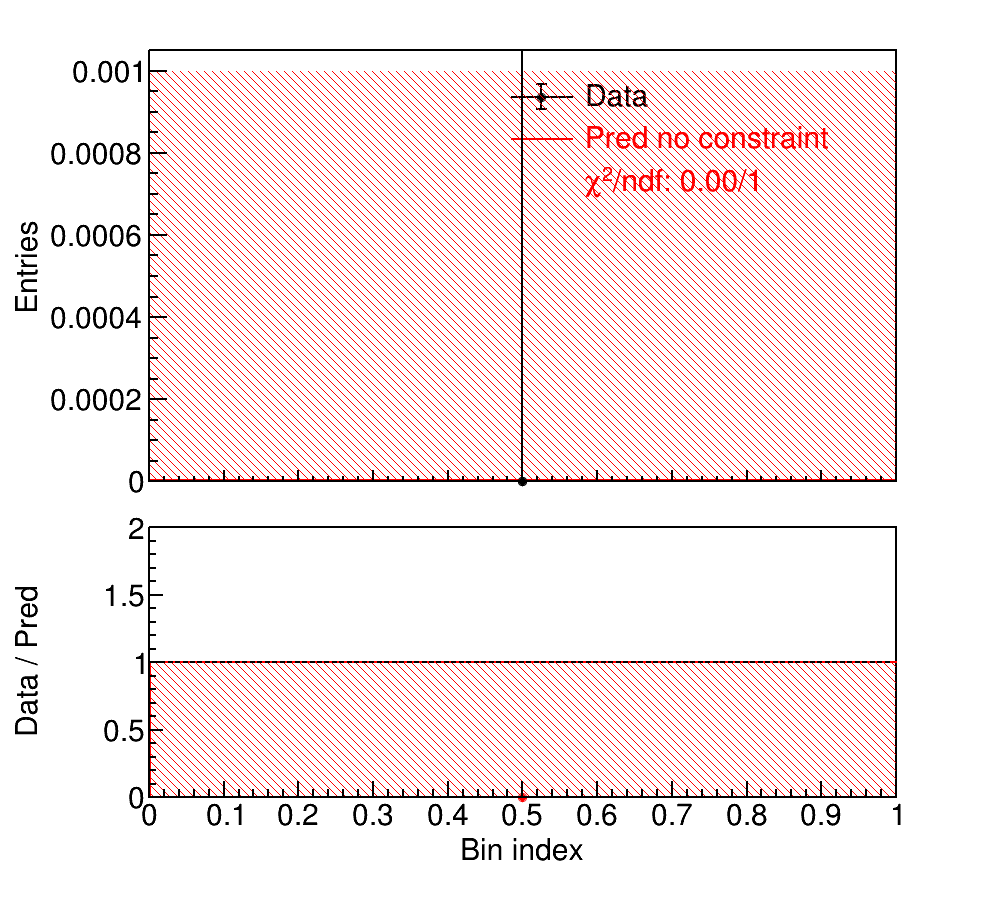 0.001
0.0008
0.0006
0.0004
0.0002
0
Entries
Data
Pred no constraint
χ²/ndf: 0.00/1
2
1.5
1
0.5
0
Data / Pred
0 0.1 0.2 0.3 0.4 0.5 0.6 0.7 0.8 0.9 1
Bin index